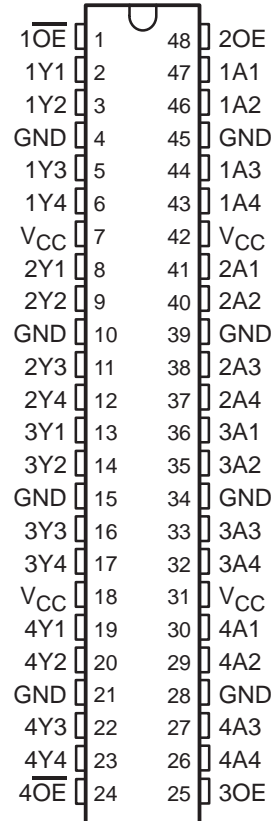 1O̅E̅ 1 48 2OE
1Y1 2 47 1A1
1Y2 3 46 1A2
GND 4 45 GND
1Y3 5 44 1A3
1Y4 6 43 1A4
VCC 7 42 VCC
2Y1 8 41 2A1
2Y2 9 40 2A2
GND 10 39 GND
2Y3 11 38 2A3
2Y4 12 37 2A4
3Y1 13 36 3A1
3Y2 14 35 3A2
GND 15 34 GND
3Y3 16 33 3A3
3Y4 17 32 3A4
VCC 18 31 VCC
4Y1 19 30 4A1
4Y2 20 29 4A2
GND 21 28 GND
4Y3 22 27 4A3
4Y4 23 26 4A4
4O̅E̅ 24 25 3OE